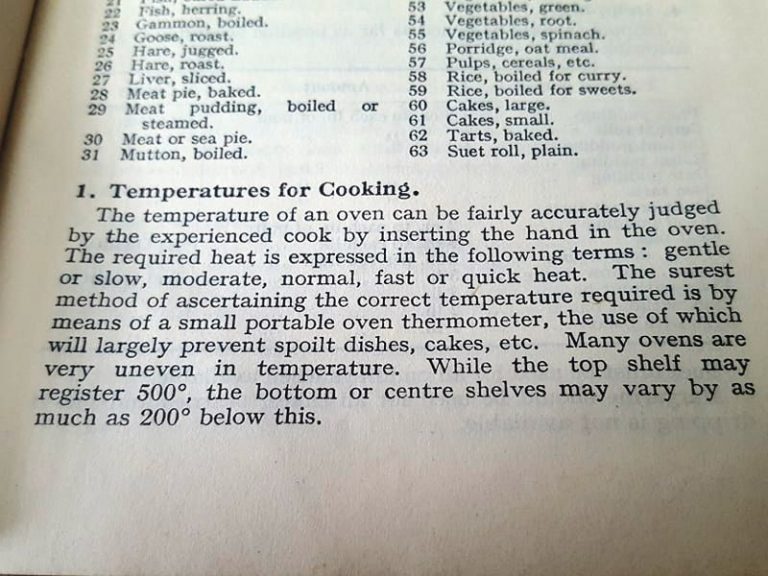 22 Fish, herring.
23 Gammon, boiled.
24 Goose, roast.
25 Hare, jugged.
26 Hare, roast.
27 Liver, sliced.
28 Meat pie, baked.
29 Meat pudding, boiled or
steamed.
30 Meat or sea pie.
31 Mutton, boiled.
53 Vegetables, green.
54 Vegetables, root.
55 Vegetables, spinach.
56 Porridge, oat meal.
57 Pulps, cereals, etc.
58 Rice, boiled for curry.
59 Rice, boiled for sweets.
60 Cakes, large.
61 Cakes, small.
62 Tarts, baked.
63 Suet roll, plain.
1. Temperatures for Cooking.
The temperature of an oven can be fairly accurately judged
by the experienced cook by inserting the hand in the oven.
The required heat is expressed in the following terms : gentle
or slow, moderate, normal, fast or quick heat. The surest
method of ascertaining the correct temperature required is by
means of a small portable oven thermometer, the use of which
will largely prevent spoilt dishes, cakes, etc. Many ovens are
very uneven in temperature. While the top shelf may
register 500°, the bottom or centre shelves may vary by as
much as 200° below this.